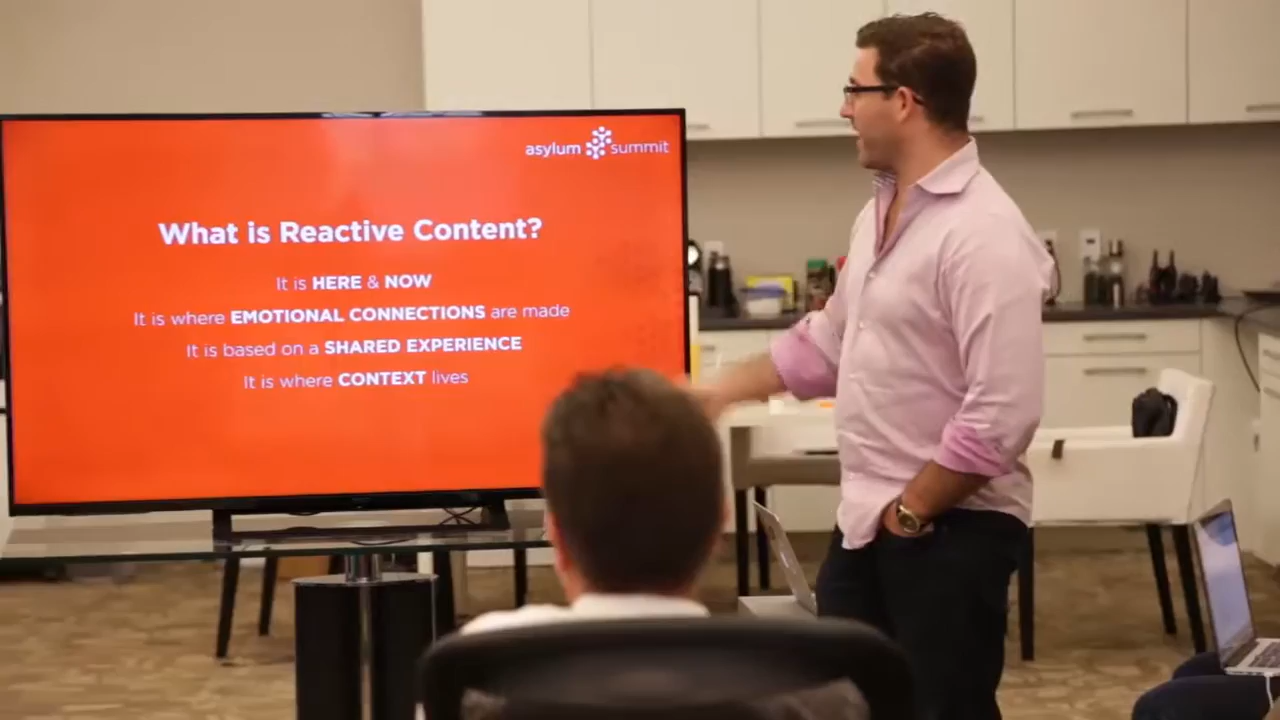 asylum summit
What is Reactive Content?
It is HERE & NOW
It is where EMOTIONAL CONNECTIONS are made
It is based on a SHARED EXPERIENCE
It is where CONTEXT lives